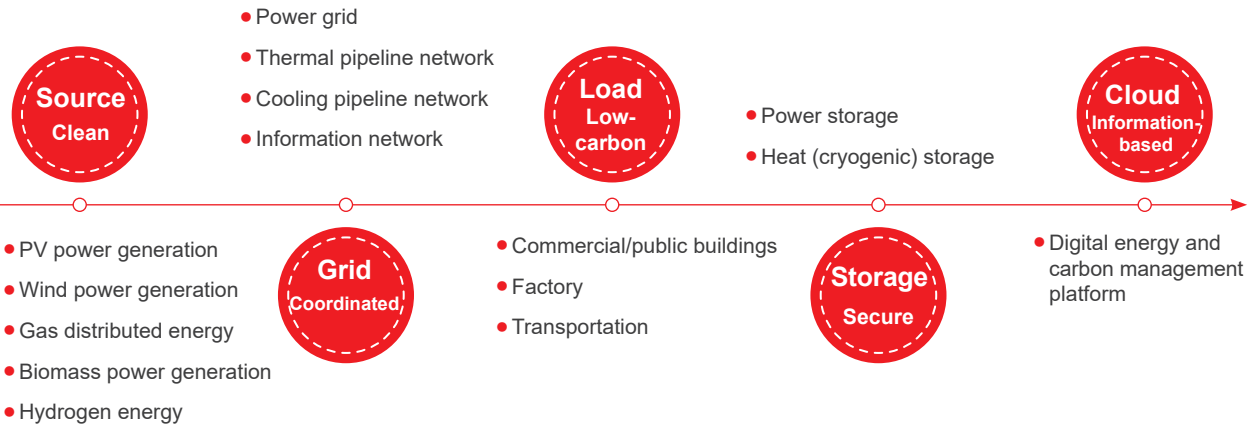 Source
Clean
• PV power generation
• Wind power generation
• Gas distributed energy
• Biomass power generation
• Hydrogen energy
• Power grid
• Thermal pipeline network
• Cooling pipeline network
• Information network
Grid
Coordinated
Load
Low-
carbon
• Commercial/public buildings
• Factory
• Transportation
• Power storage
• Heat (cryogenic) storage
Storage
Secure
Cloud
Information-
based
• Digital energy and
carbon management
platform